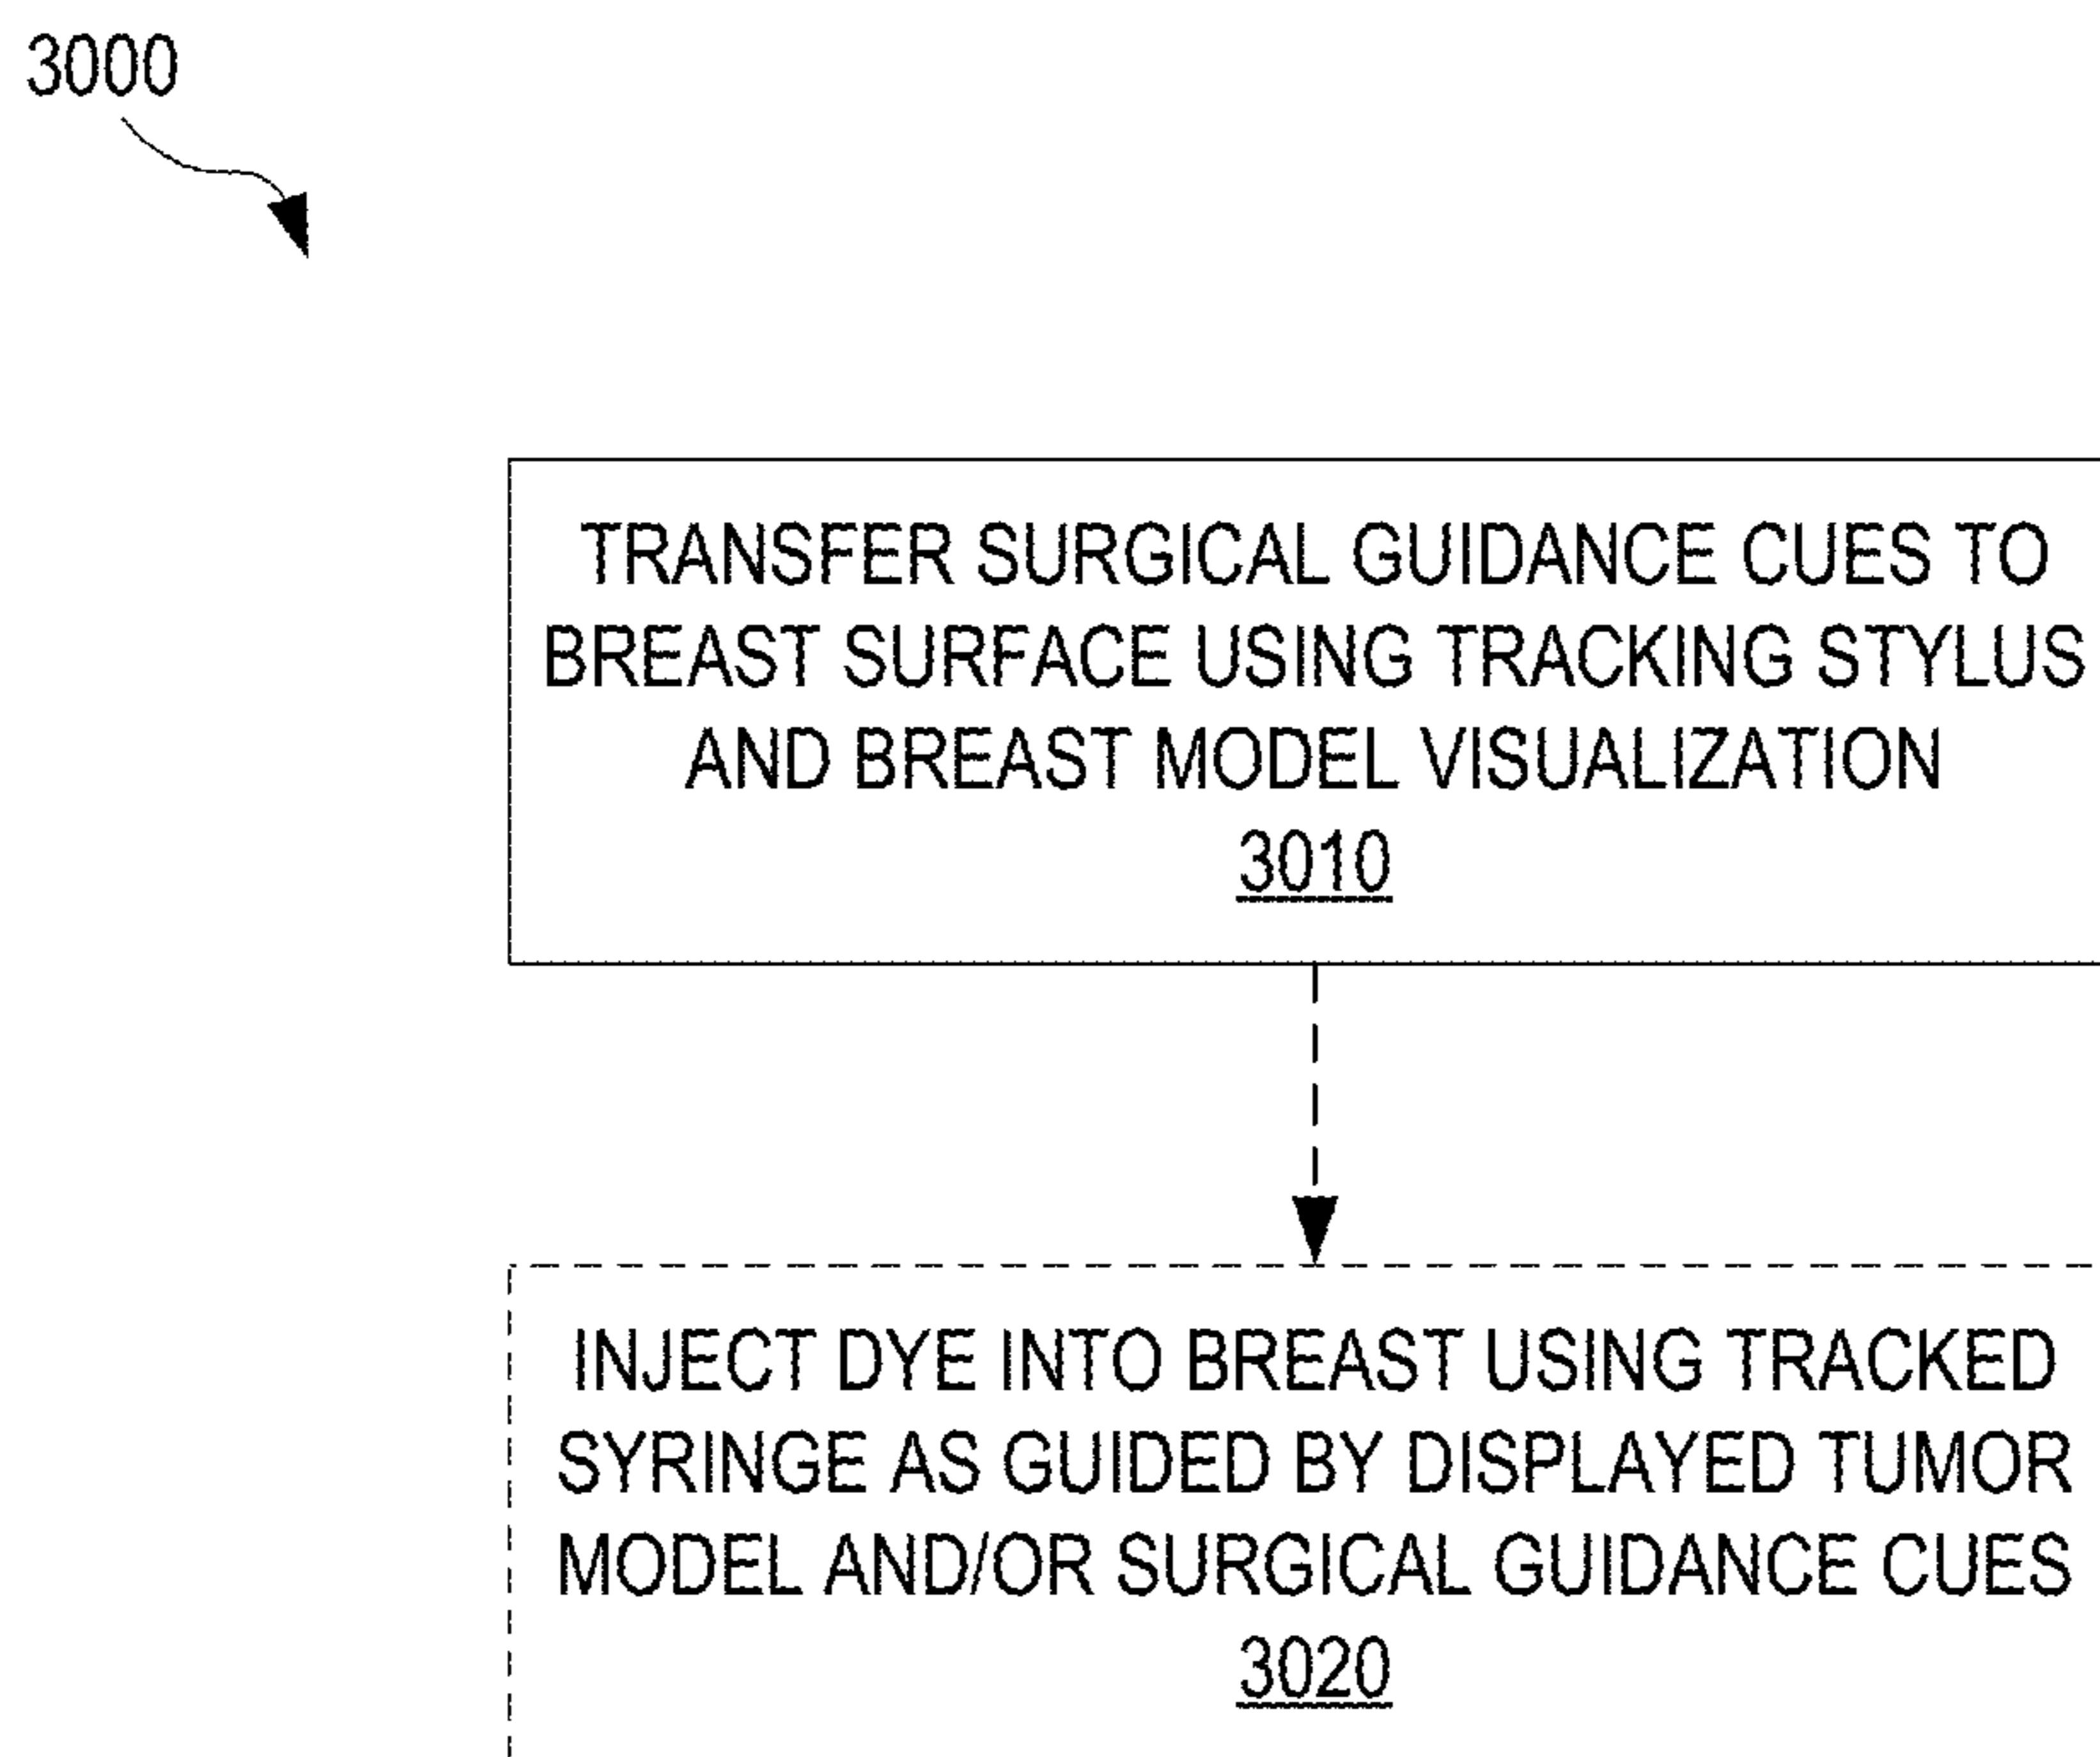 3000
TRANSFER SURGICAL GUIDANCE CUES TO
BREAST SURFACE USING TRACKING STYLUS
AND BREAST MODEL VISUALIZATION
3010
INJECT DYE INTO BREAST USING TRACKED
SYRINGE AS GUIDED BY DISPLAYED TUMOR
MODEL AND/OR SURGICAL GUIDANCE CUES
3020